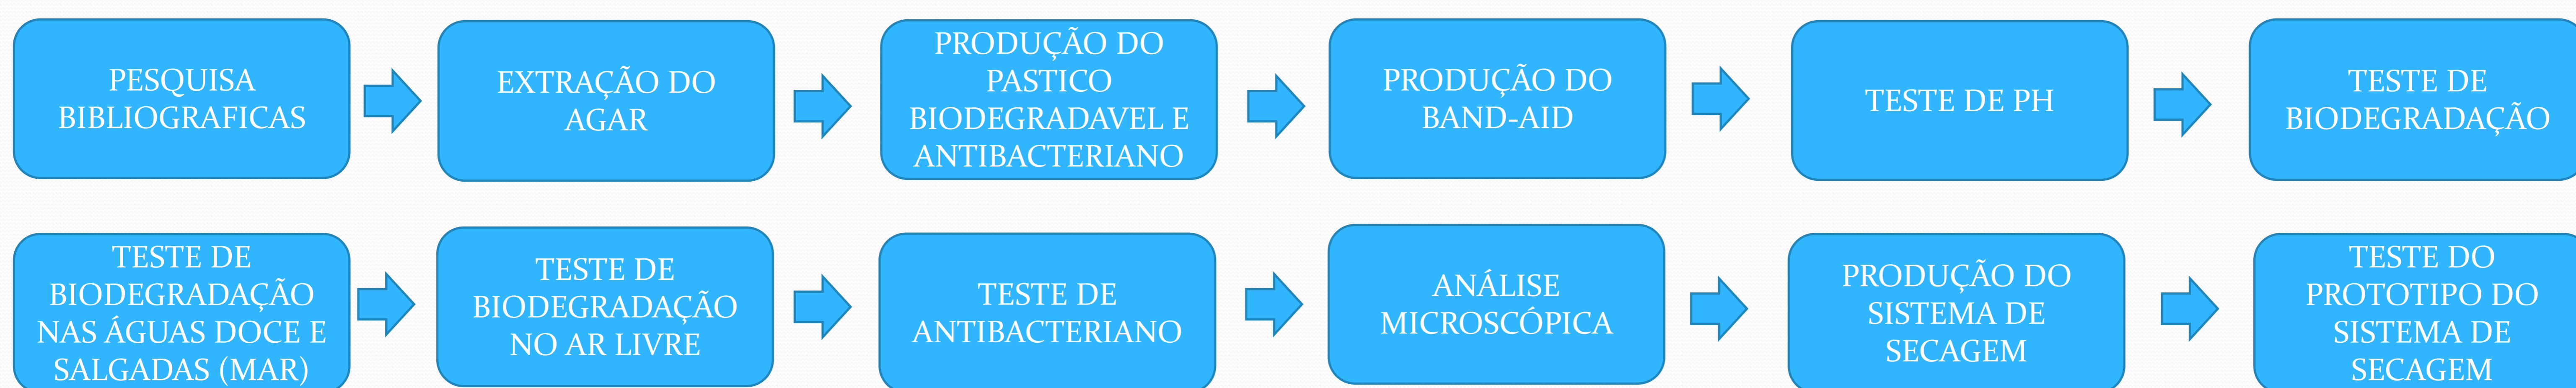 PESQUISA
BIBLIOGRAFICAS
EXTRAÇÃO DO
AGAR
PRODUÇÃO DO
PASTICO
BIODEGRADAVEL E
ANTIBACTERIANO
PRODUÇÃO DO
BAND-AID
TESTE DE PH
TESTE DE
BIODEGRADAÇÃO
TESTE DE
BIODEGRADAÇÃO
NAS ÁGUAS DOCE E
SALGADAS (MAR)
TESTE DE
BIODEGRADAÇÃO
NO AR LIVRE
TESTE DE
ANTIBACTERIANO
ANÁLISE
MICROSCÓPICA
PRODUÇÃO DO
SISTEMA DE
SECAGEM
TESTE DO
PROTOTIPO DO
SISTEMA DE
SECAGEM